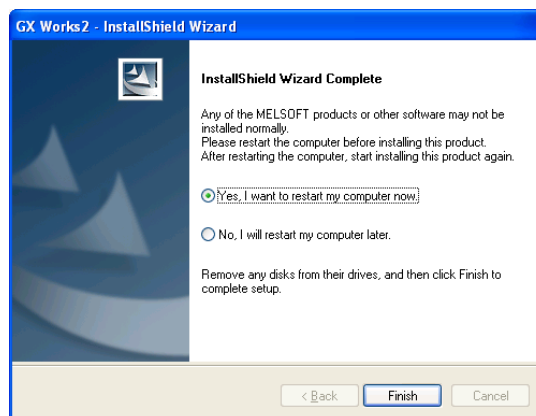 GX Works2 - InstallShield Wizard
InstallShield Wizard Complete
Any of the MELSOFT products or other software may not be
installed normally.
Please restart the computer before installing this product.
After restarting the computer, start installing this product again.
Yes, I want to restart my computer now.
No, I will restart my computer later.
Remove any disks from their drives, and then click Finish to
complete setup.
< Back
Finish
Cancel